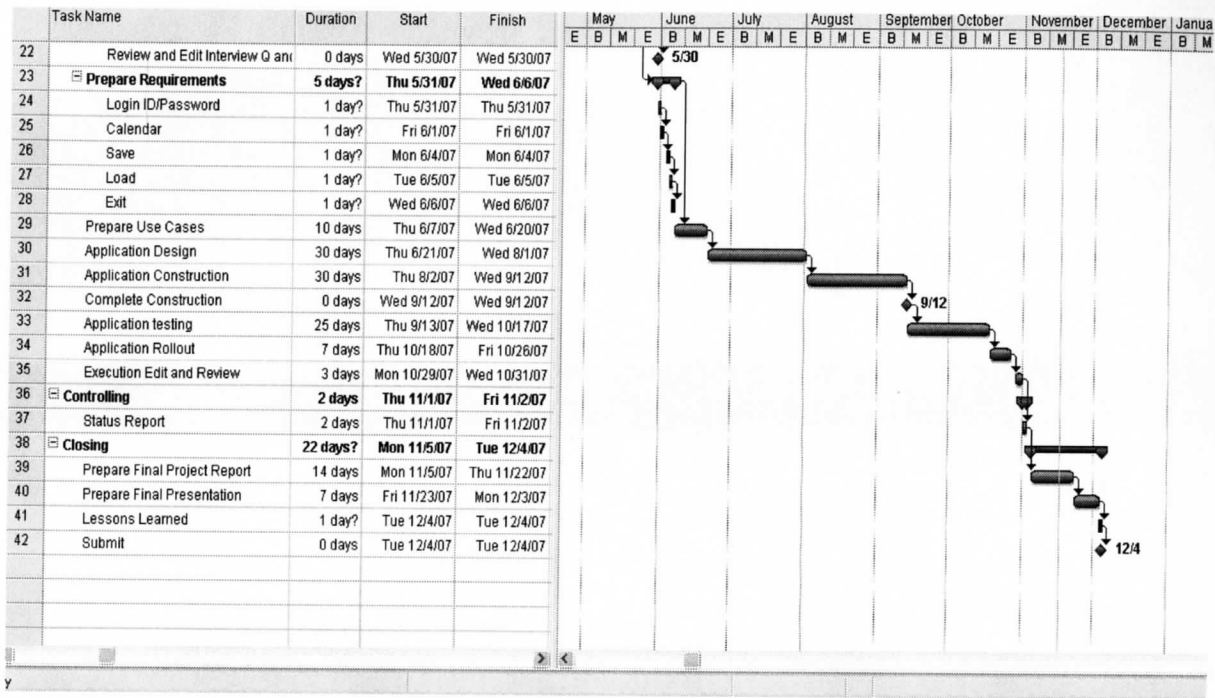 Task Name Duration Start Finish May June July August September October November December Janua
E B M E B M E B M E B M E B M E B M E B M E B M E B M
22 Review and Edit Interview Q and 0 days Wed 5/30/07 Wed 5/30/07 5/30
23 Prepare Requirements 5 days? Thu 5/31/07 Wed 6/6/07
24 Login ID/Password 1 day? Thu 5/31/07 Thu 5/31/07
25 Calendar 1 day? Fri 6/1/07 Fri 6/1/07
26 Save 1 day? Mon 6/4/07 Mon 6/4/07
27 Load 1 day? Tue 6/5/07 Tue 6/5/07
28 Exit 1 day? Wed 6/6/07 Wed 6/6/07
29 Prepare Use Cases 10 days Thu 6/7/07 Wed 6/20/07
30 Application Design 30 days Thu 6/21/07 Wed 8/1/07
31 Application Construction 30 days Thu 8/2/07 Wed 9/12/07
32 Complete Construction 0 days Wed 9/12/07 Wed 9/12/07 9/12
33 Application testing 25 days Thu 9/13/07 Wed 10/17/07
34 Application Rollout 7 days Thu 10/18/07 Fri 10/26/07
35 Execution Edit and Review 3 days Mon 10/29/07 Wed 10/31/07
36 Controlling 2 days Thu 11/1/07 Fri 11/2/07
37 Status Report 2 days Thu 11/1/07 Fri 11/2/07
38 Closing 22 days? Mon 11/5/07 Tue 12/4/07
39 Prepare Final Project Report 14 days Mon 11/5/07 Thu 11/22/07
40 Prepare Final Presentation 7 days Fri 11/23/07 Mon 12/3/07
41 Lessons Learned 1 day? Tue 12/4/07 Tue 12/4/07
42 Submit 0 days Tue 12/4/07 Tue 12/4/07 12/4
y